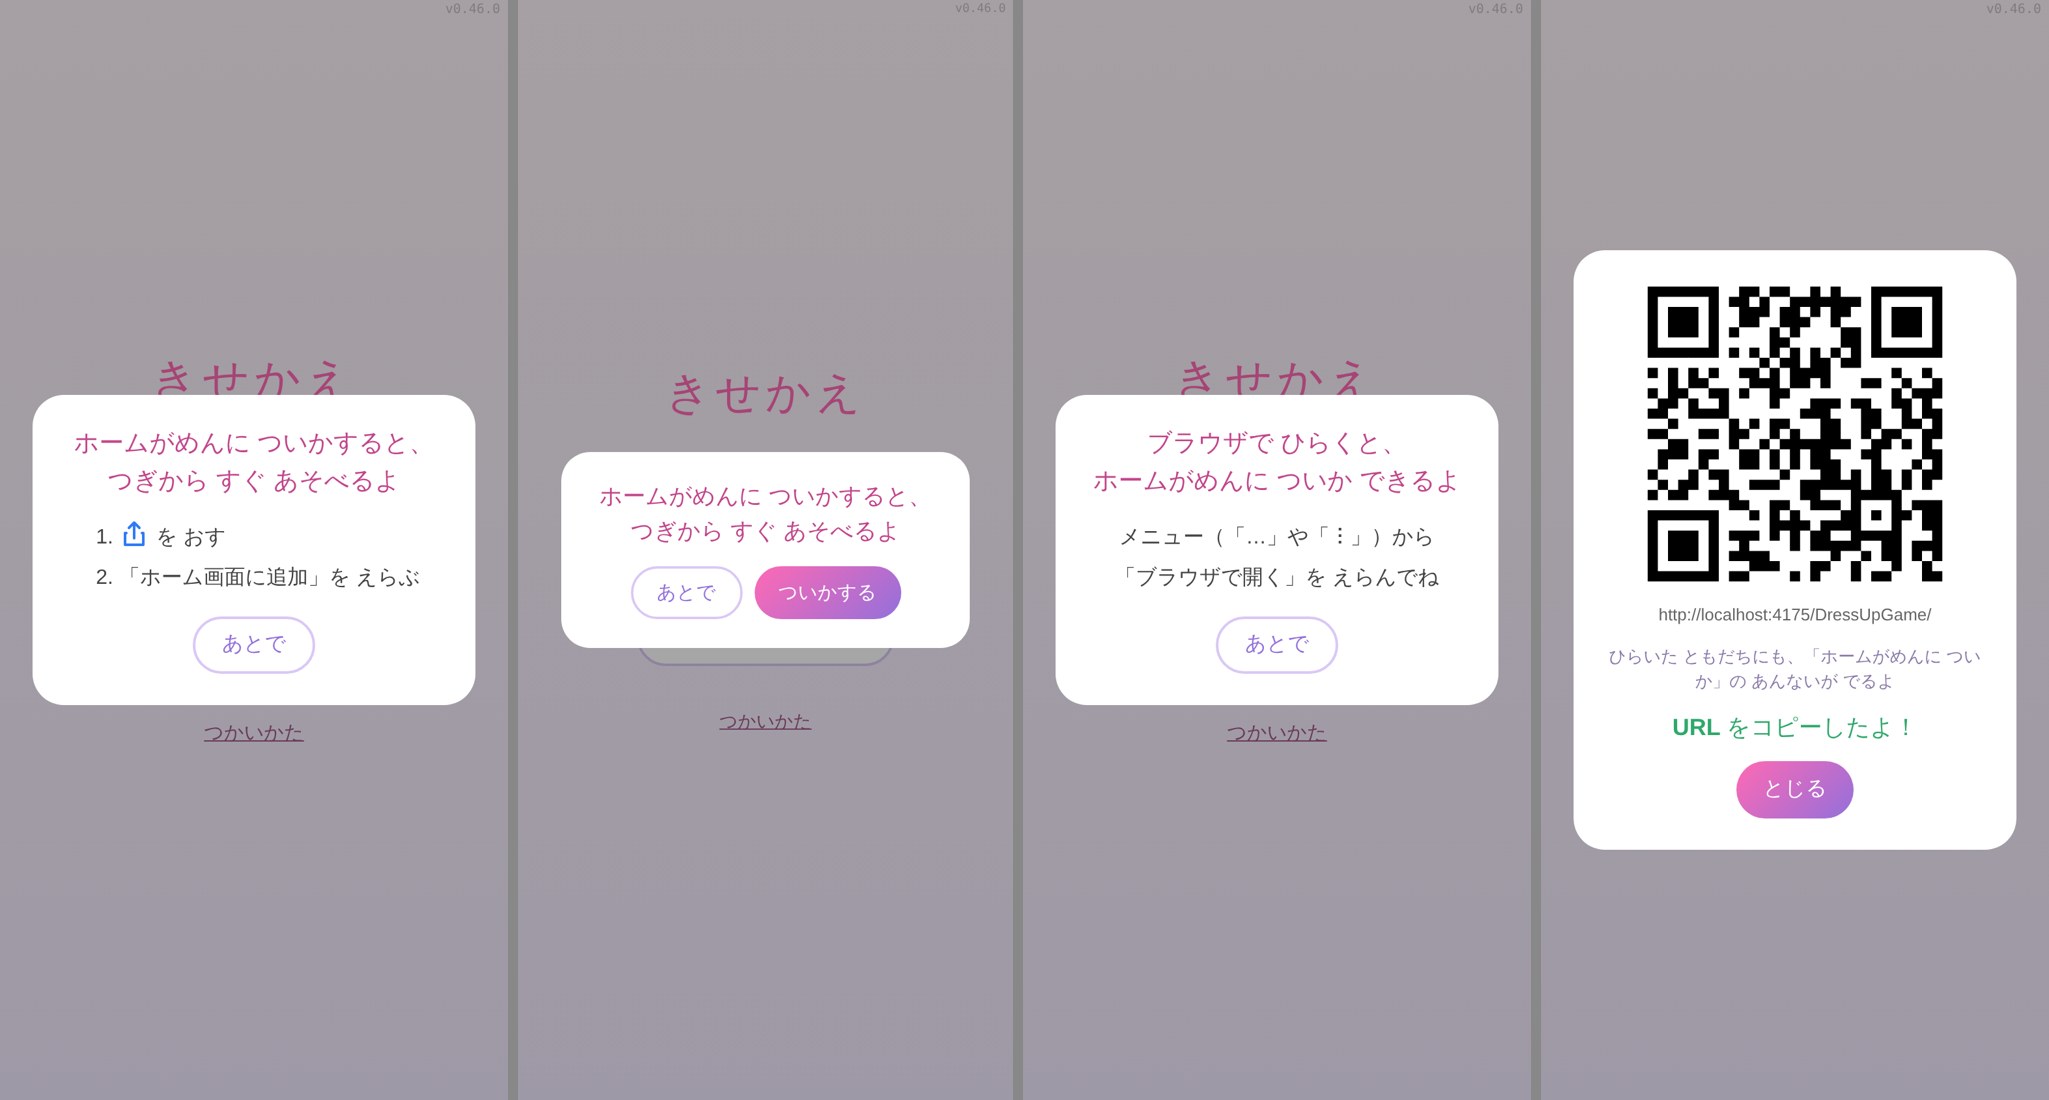 v0.46.0
きせかえ
ホームがめんに ついかすると、
つぎから すぐ あそべるよ
1. を おす
2. 「ホーム画面に追加」を えらぶ
あとで
つかいかた
v0.46.0
きせかえ
ホームがめんに ついかすると、
つぎから すぐ あそべるよ
あとで
ついかする
つかいかた
v0.46.0
きせかえ
ブラウザで ひらくと、
ホームがめんに ついか できるよ
メニュー（「…」や「⋮」）から
「ブラウザで開く」を えらんでね
あとで
つかいかた
v0.46.0
http://localhost:4175/DressUpGame/
ひらいた ともだちにも、「ホームがめんに つい
か」の あんないが でるよ
URL をコピーしたよ！
とじる